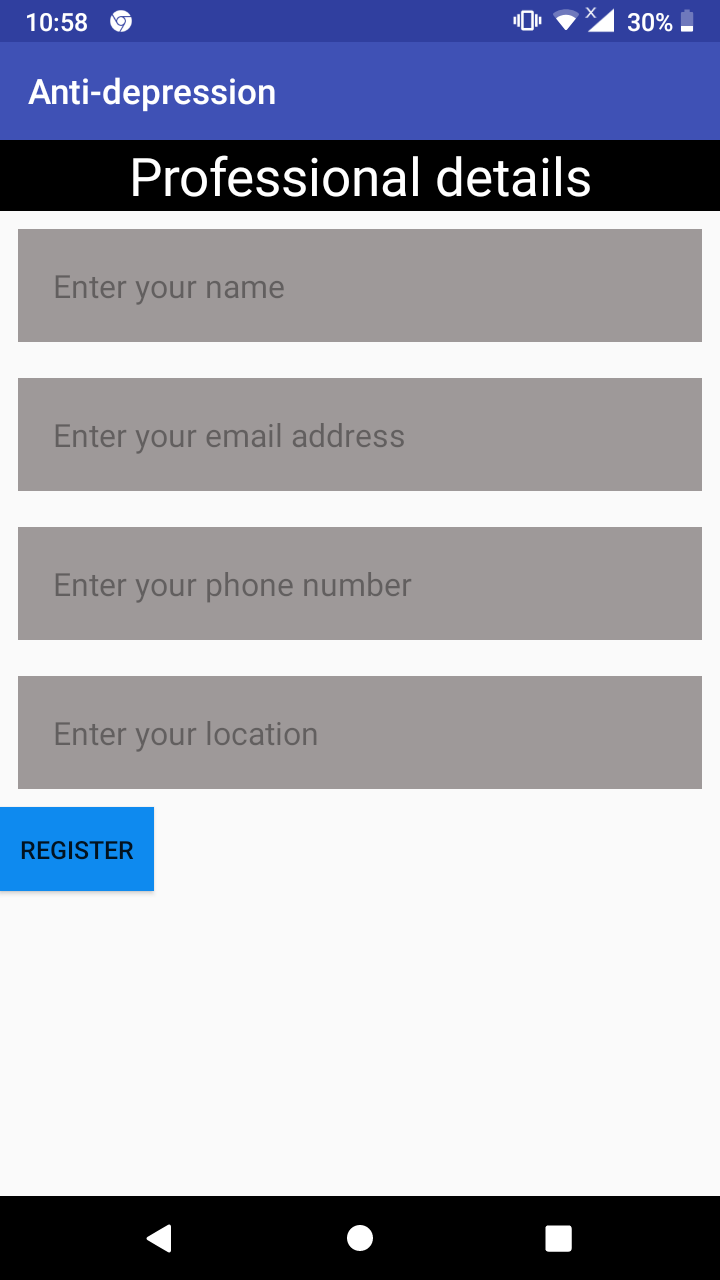 10:58 30%
Anti-depression
Professional details
Enter your name
Enter your email address
Enter your phone number
Enter your location
REGISTER